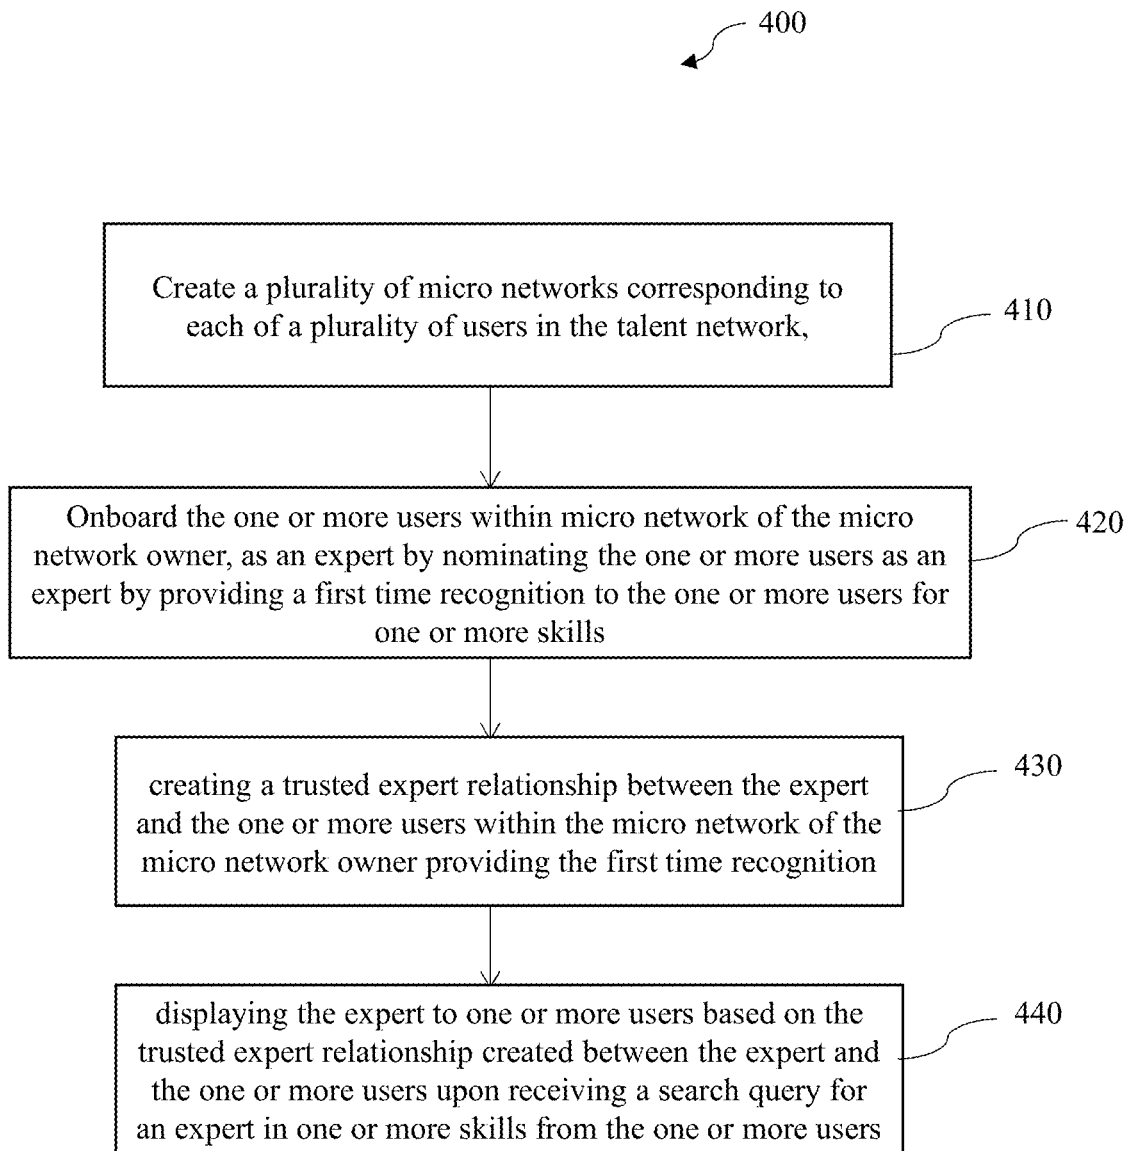 400
Create a plurality of micro networks corresponding to
each of a plurality of users in the talent network,
410
Onboard the one or more users within micro network of the micro
network owner, as an expert by nominating the one or more users as an
expert by providing a first time recognition to the one or more users for
one or more skills
420
creating a trusted expert relationship between the expert
and the one or more users within the micro network of the
micro network owner providing the first time recognition
430
displaying the expert to one or more users based on the
trusted expert relationship created between the expert and
the one or more users upon receiving a search query for
an expert in one or more skills from the one or more users
440